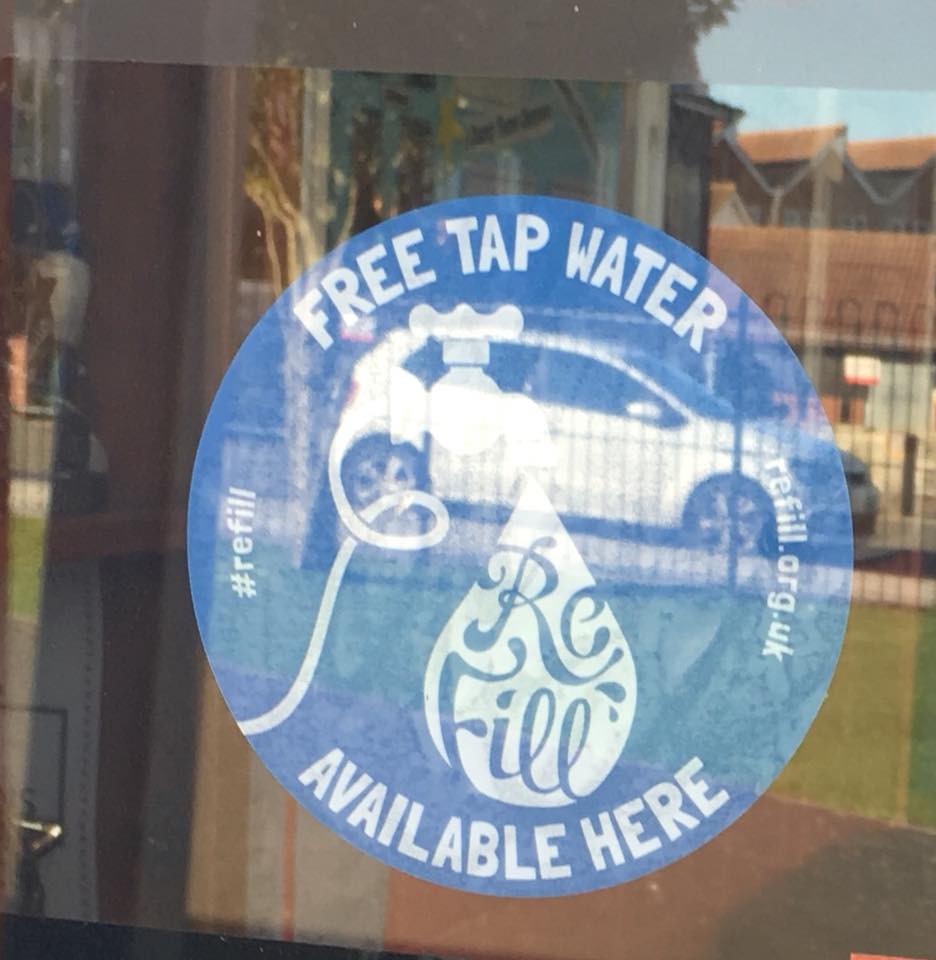 FREE TAP WATER
#refill
refill.org.uk
Re
Fill
AVAILABLE HERE